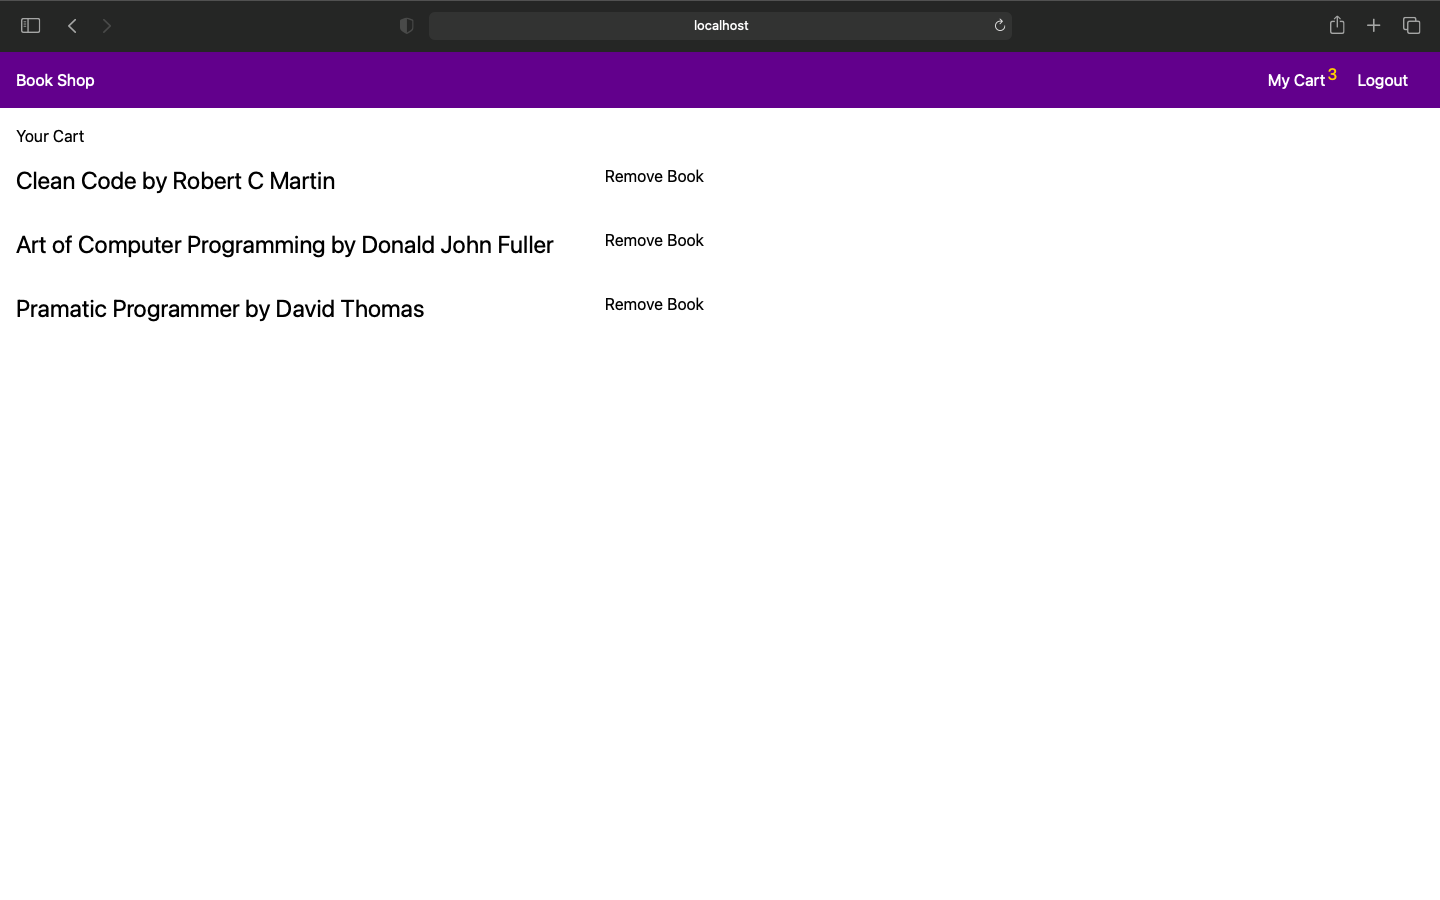 localhost
Book Shop My Cart 3 Logout
Your Cart
Clean Code by Robert C Martin Remove Book
Art of Computer Programming by Donald John Fuller Remove Book
Pramatic Programmer by David Thomas Remove Book